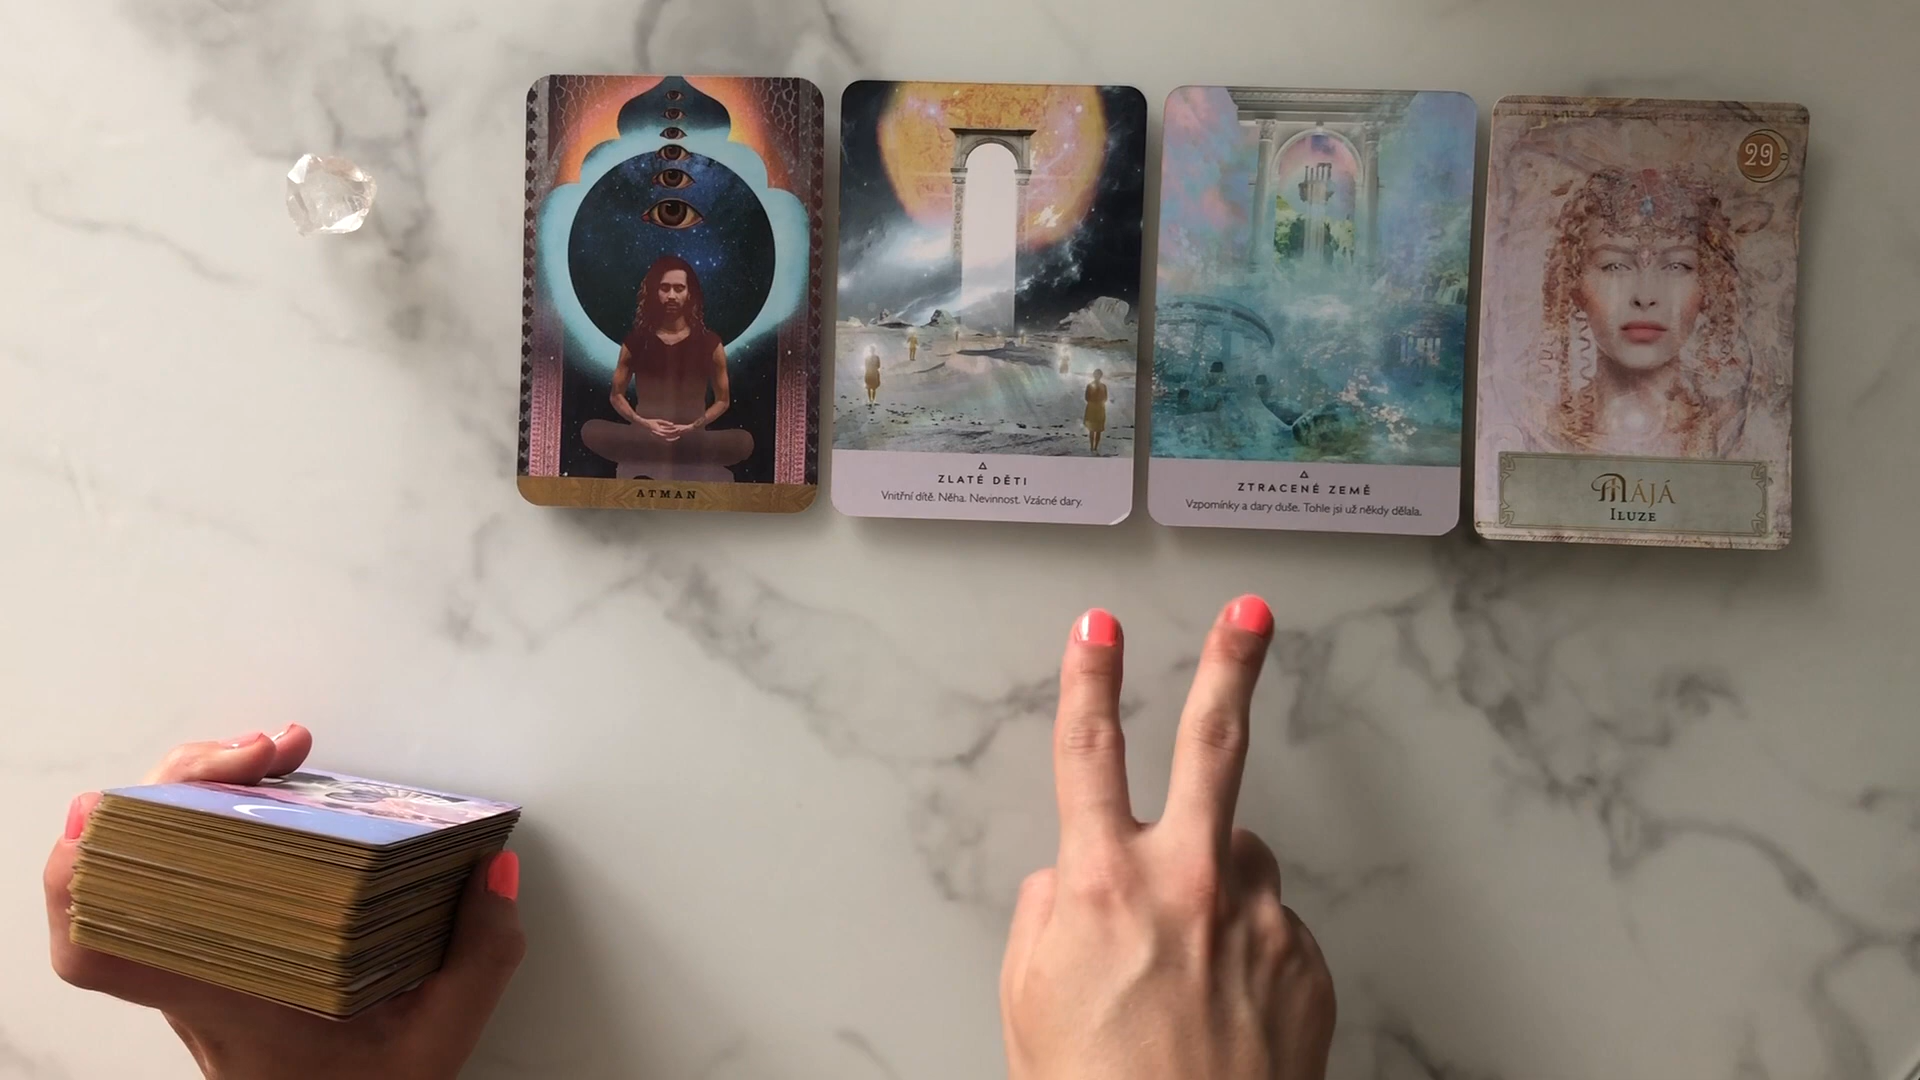 ATMAN
ZLATÉ DĚTI
Vnitřní dítě. Něha. Nevinnost. Vzácné dary.
ZTRACENÉ ZEMĚ
Vzpomínky a dary duše. Tohle jsi už někdy dělala.
29
MÁJÁ
ILUZE